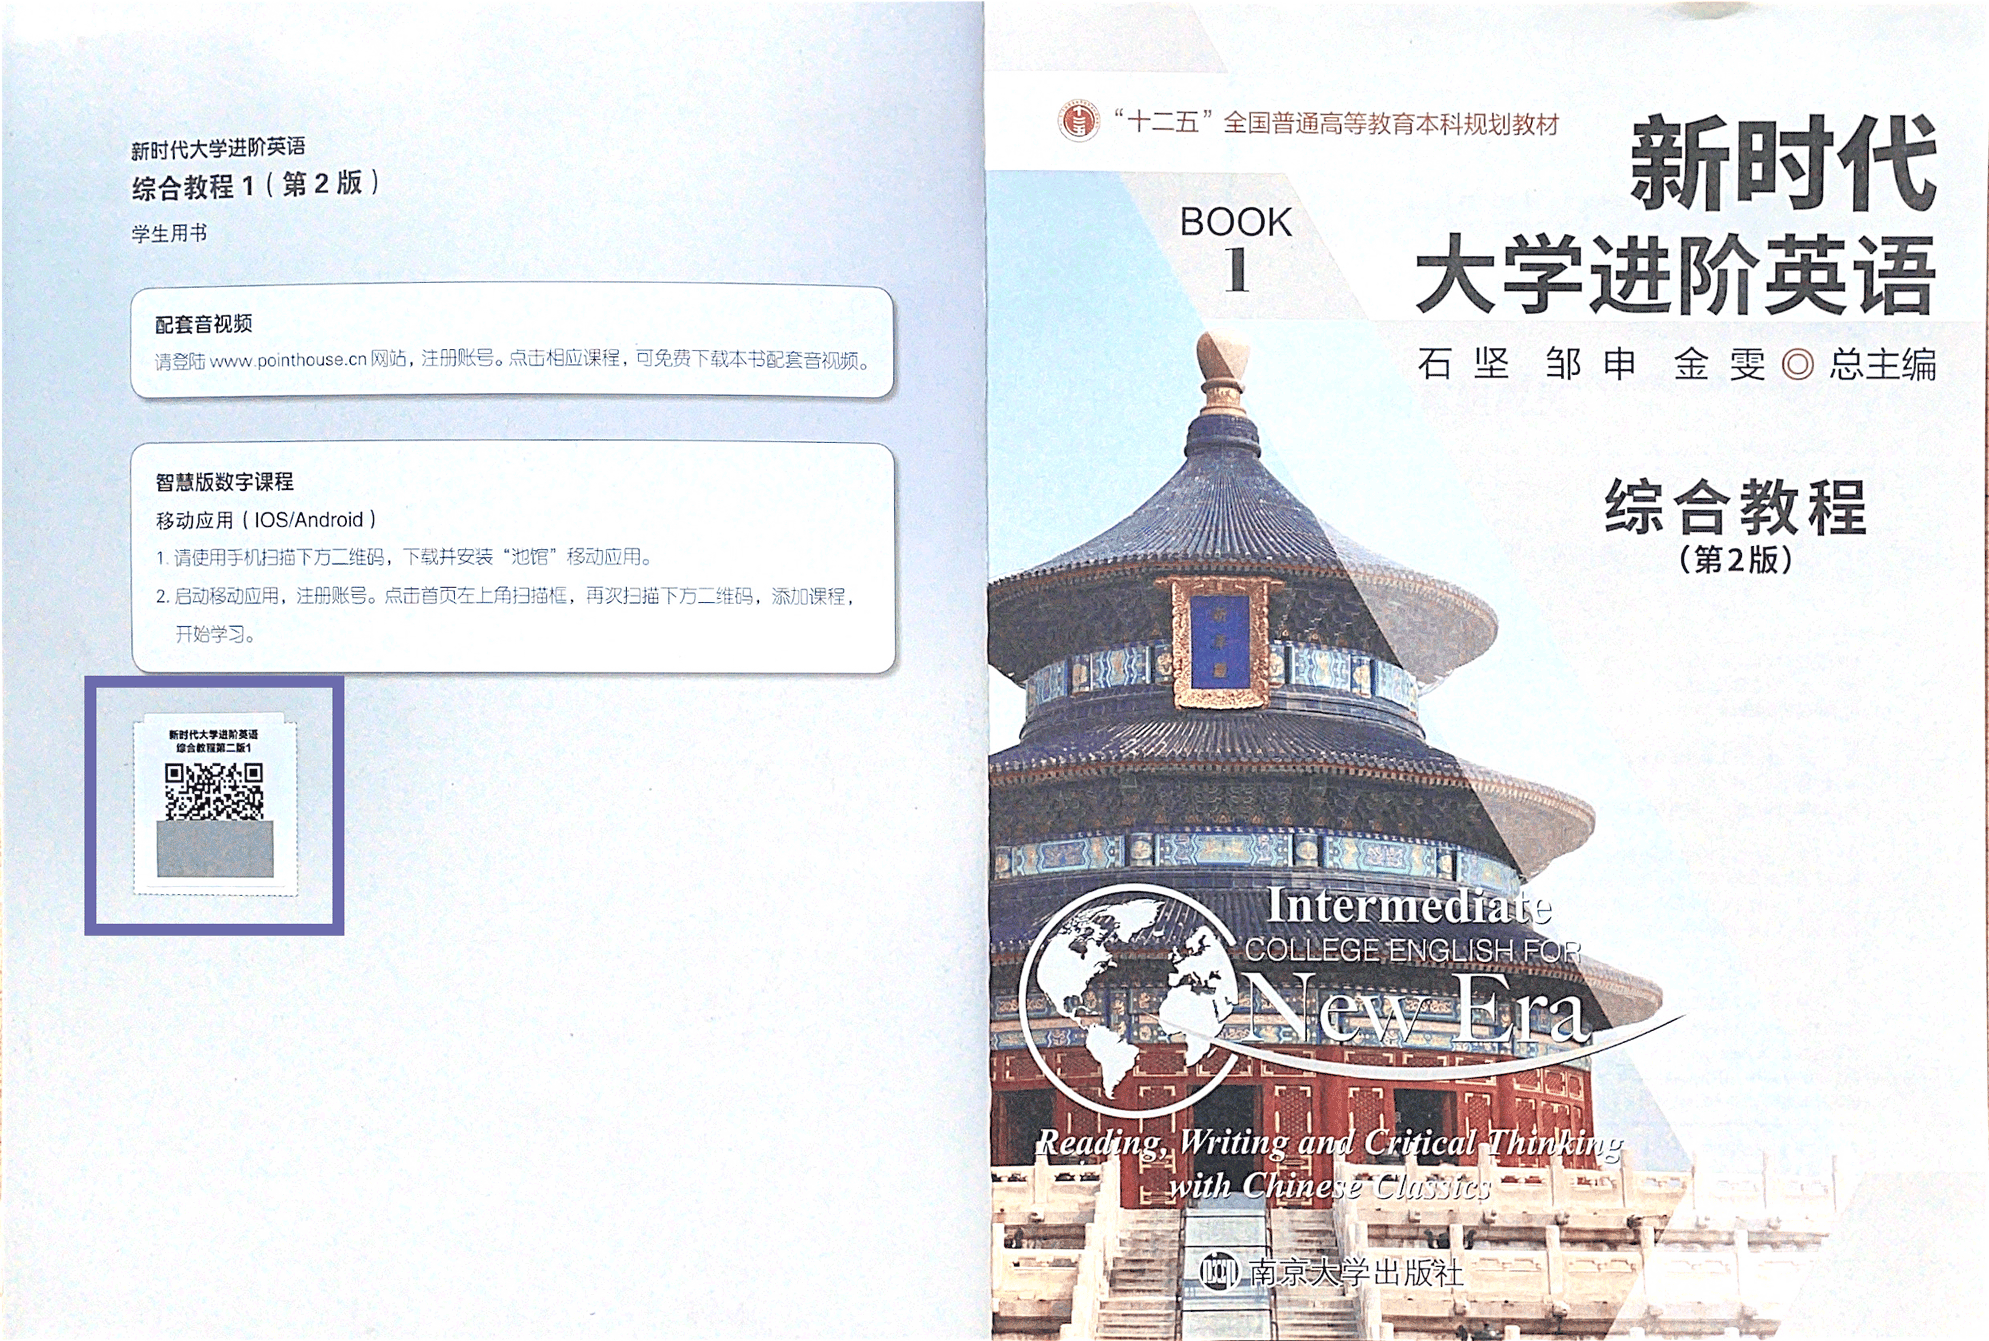 新时代大学进阶英语
综合教程 1（第 2 版）
学生用书
配套音视频
请登陆 www.pointhouse.cn 网站，注册账号。点击相应课程，可免费下载本书配套音视频。
智慧版数字课程
移动应用（IOS/Android）
1. 请使用手机扫描下方二维码，下载并安装“池馆”移动应用。
2. 启动移动应用，注册账号。点击首页左上角扫描框，再次扫描下方二维码，添加课程，
开始学习。
新时代大学进阶英语
综合教程第二版1
“十二五”全国普通高等教育本科规划教材
新时代
大学进阶英语
BOOK
1
石 坚 邹 申 金 雯 ◎ 总主编
综合教程
（第2版）
Intermediate
COLLEGE ENGLISH FOR
New Era
Reading, Writing and Critical Thinking
with Chinese Classics
南京大学出版社